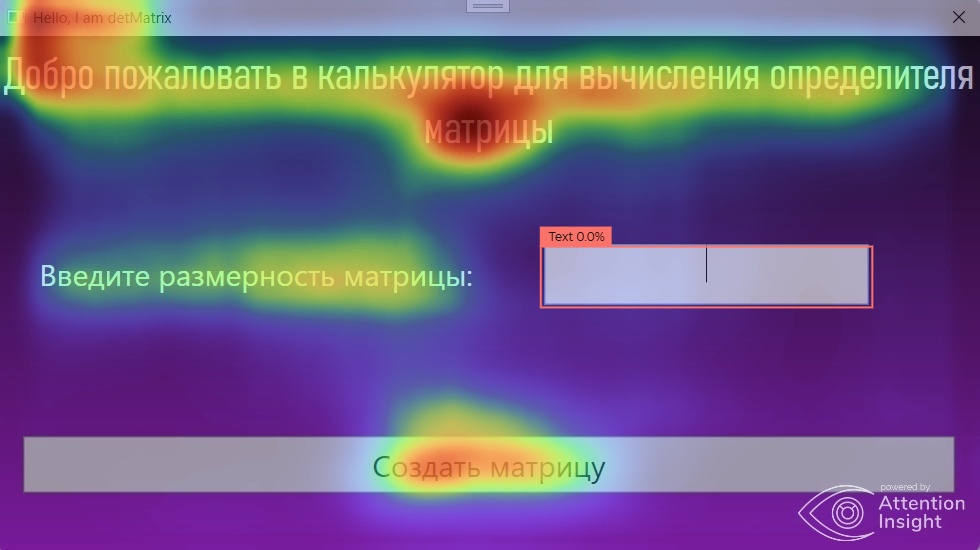 Hello, I am detMatrix
Добро пожаловать в калькулятор для вычисления определителя
матрицы
Text 0.0%
Введите размерность матрицы:
Создать матрицу
powered by
Attention
Insight